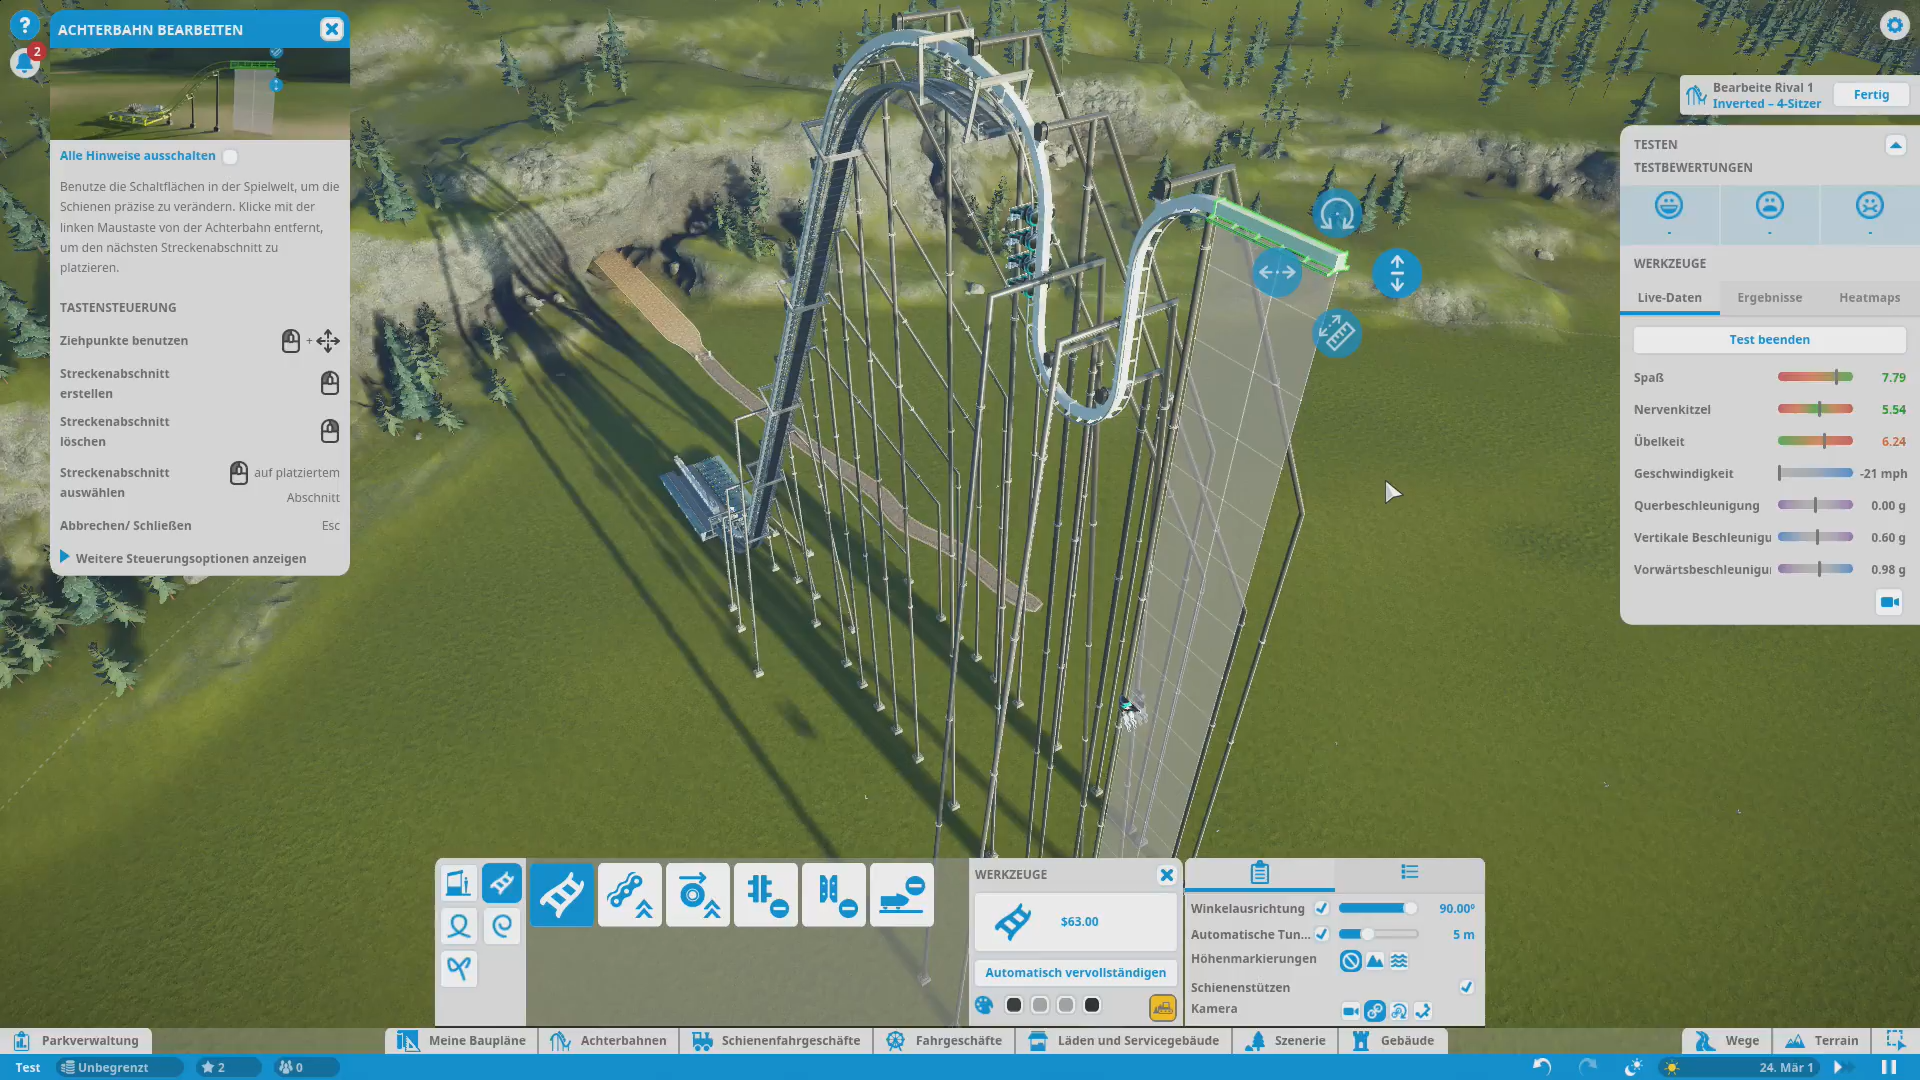 ?
2
ACHTERBAHN BEARBEITEN
Alle Hinweise ausschalten
Benutze die Schaltflächen in der Spielwelt, um die
Schienen präzise zu verändern. Klicke mit der
linken Maustaste von der Achterbahn entfernt,
um den nächsten Streckenabschnitt zu
platzieren.
TASTENSTEUERUNG
Ziehpunkte benutzen
+
Streckenabschnitt
erstellen
Streckenabschnitt
löschen
Streckenabschnitt
auswählen
auf platziertem
Abschnitt
Abbrechen/ Schließen
Esc
Weitere Steuerungsoptionen anzeigen
Bearbeite Rival 1
Inverted – 4-Sitzer
Fertig
TESTEN
TESTBEWERTUNGEN
- - -
WERKZEUGE
Live-Daten
Ergebnisse
Heatmaps
Test beenden
Spaß 7.79
Nervenkitzel 5.54
Übelkeit 6.24
Geschwindigkeit -21 mph
Querbeschleunigung 0.00 g
Vertikale Beschleunigu 0.60 g
Vorwärtsbeschleunigu 0.98 g
WERKZEUGE
$63.00
Automatisch vervollständigen
Winkelausrichtung 90.00°
Automatische Tun... 5 m
Höhenmarkierungen
Schienenstützen
Kamera
Parkverwaltung
Meine Baupläne
Achterbahnen
Schienenfahrgeschäfte
Fahrgeschäfte
Läden und Servicegebäude
Szenerie
Gebäude
Wege
Terrain
Test
Unbegrenzt
2
0
24. Mär 1